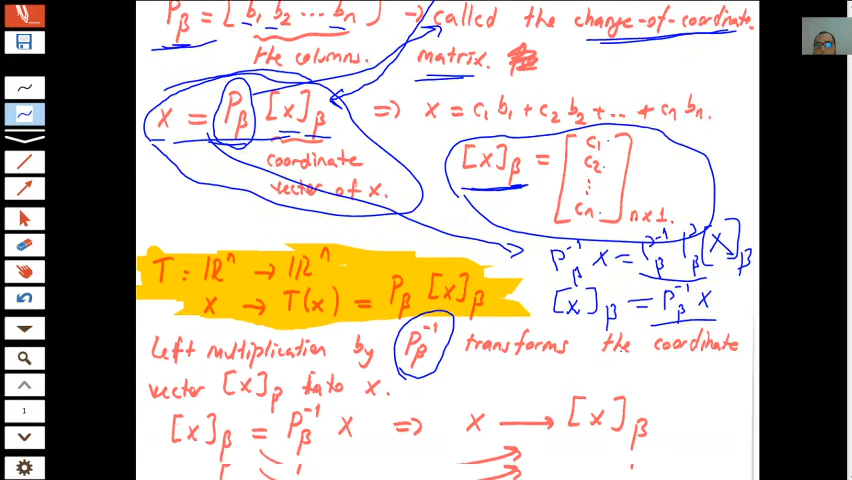 P_β = [ b₁ b₂ ... bₙ ] → called the change-of-coordinate
the columns. matrix.
x = P_β [x]_β ⇒ x = c₁b₁ + c₂b₂ + ... + cₙbₙ.
coordinate
vector of x.
[x]_β = [ c₁ c₂ ⋮ cₙ ] n×1.
P_β⁻¹ x = P_β⁻¹ P_β [x]_β
[x]_β = P_β⁻¹ x
T : ℝⁿ → ℝⁿ
x → T(x) = P_β [x]_β
Left multiplication by P_β⁻¹ transforms the coordinate
vector [x]_β into x.
[x]_β = P_β⁻¹ x ⇒ x → [x]_β
1